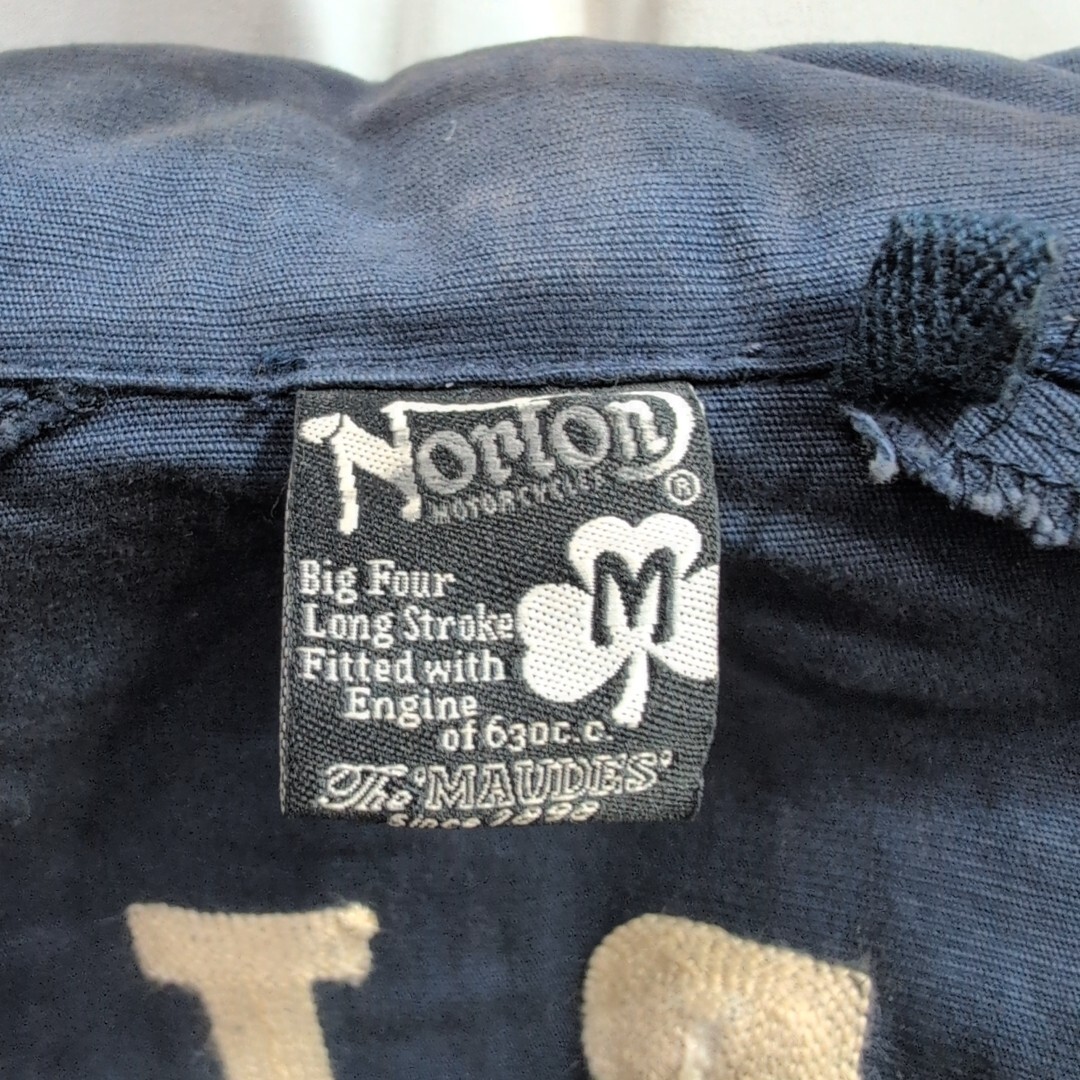 Norton
MOTORCYCLES
®
M
Big Four
Long Stroke
Fitted with
Engine
of 630c.c.
The 'MAUDES'
Since 1898